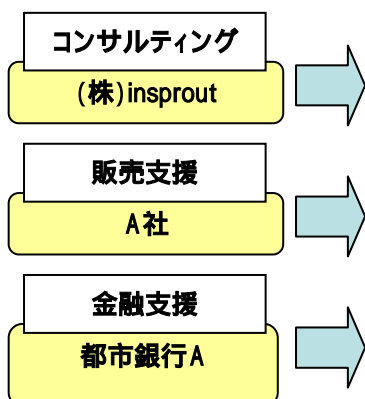 コンサルティング
(株)insprout
販売支援
A社
金融支援
都市銀行A